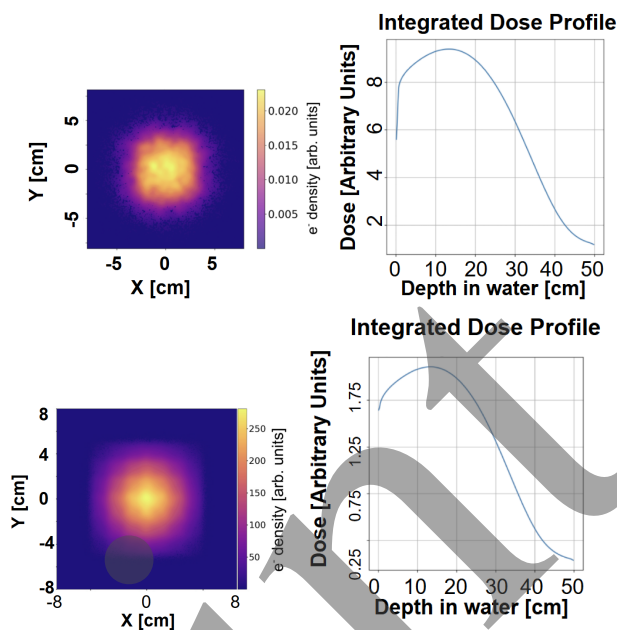 Integrated Dose Profile
Y [cm]
5
0
-5
-5 0 5
X [cm]
0.020
0.015
0.010
0.005
e⁻ density [arb. units]
Dose [Arbitrary Units]
8
6
4
2
0 10 20 30 40 50
Depth in water [cm]
Integrated Dose Profile
Y [cm]
8
4
0
-4
-8
-8 0 8
X [cm]
250
200
150
100
50
e⁻ density [arb. units]
Dose [Arbitrary Units]
1.75
1.25
0.75
0.25
0 10 20 30 40 50
Depth in water [cm]